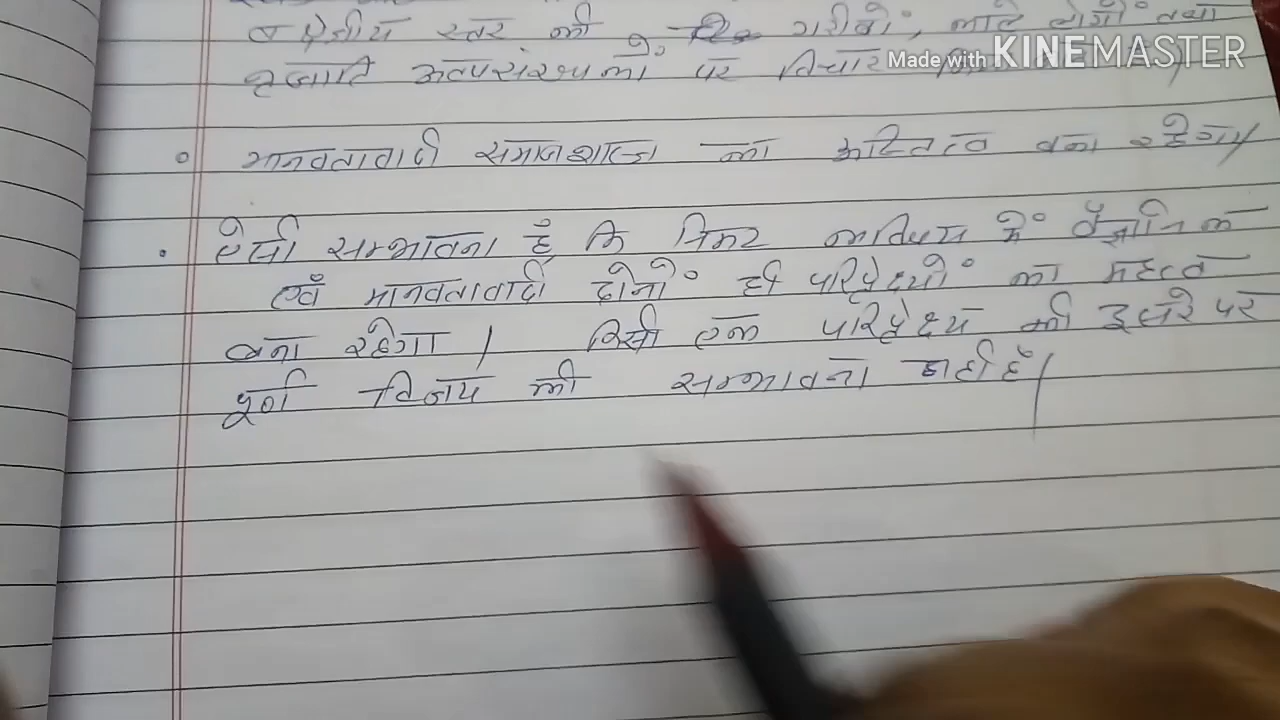 व क्षेत्रीय स्तर की गरीबों, काले लोगों तथा
Made with KINEMASTER
प्रजाति अल्पसंख्यकों पर विचार
• मानवतावादी समाजशास्त्र का अस्तित्व बना रहेगा।
• ऐसी सम्भावना है कि निकट भविष्य में वैज्ञानिक
एवं मानवतावादी दोनों ही परिप्रेक्ष्यों का महत्व
बना रहेगा। किसी एक परिप्रेक्ष्य की दूसरे पर
पूर्ण विजय की सम्भावना नहीं है।